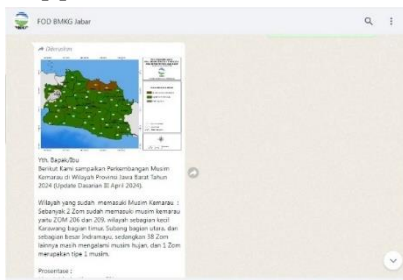 FOD BMKG Jabar
Diteruskan
Yth. Bapak/Ibu
Berikut Kami sampaikan Perkembangan Musim
Kemarau di Wilayah Provinsi Jawa Barat Tahun
2024 (Update Dasarian III April 2024).
Wilayah yang sudah memasuki Musim Kemarau :
Sebanyak 2 Zom sudah memasuki musim kemarau
yaitu ZOM 206 dan 209, wilayah sebagian kecil
Karawang bagian timur, Subang bagian utara, dan
sebagian besar Indramayu, sedangkan 38 Zom
lainnya masih mengalami musim hujan, dan 1 Zom
merupakan tipe 1 musim.
Prosentase :